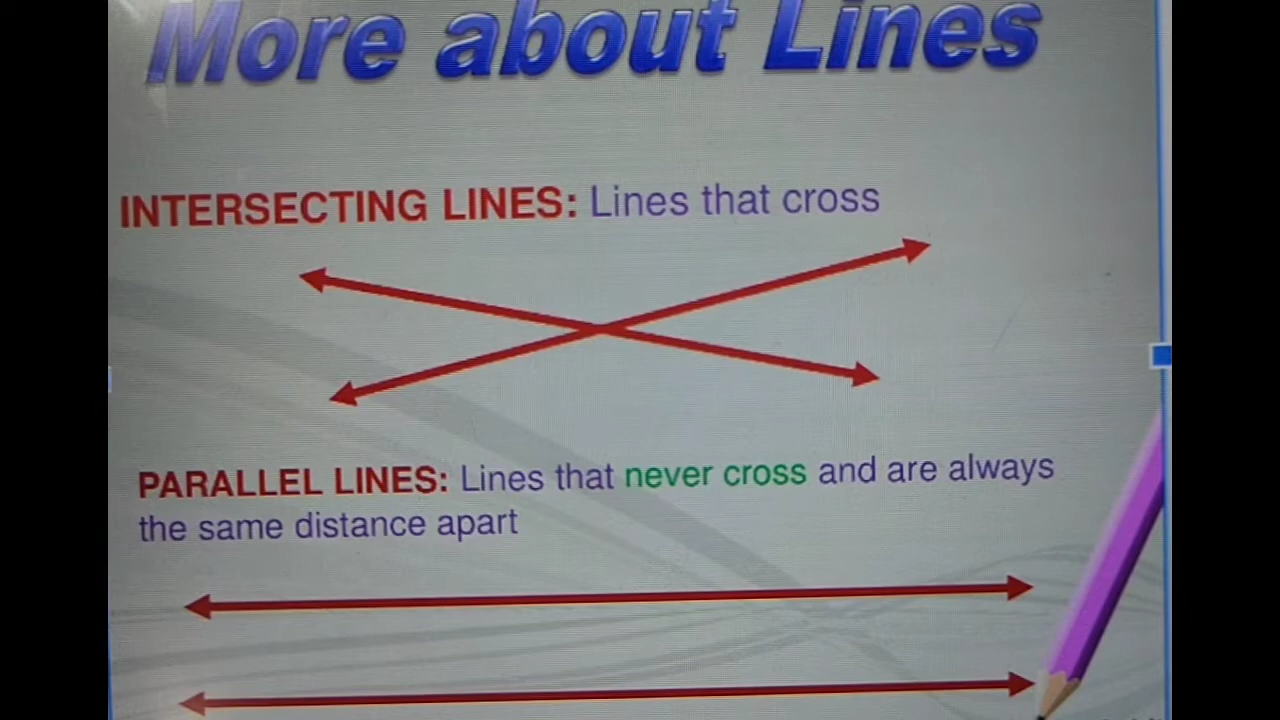 More about Lines
INTERSECTING LINES: Lines that cross
PARALLEL LINES: Lines that never cross and are always
the same distance apart